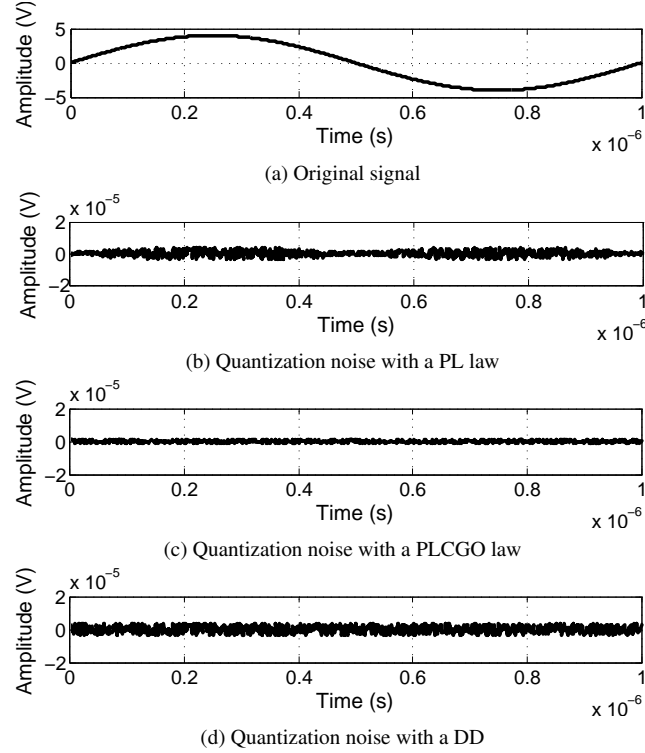 Amplitude (V)
5
0
−5
0 0.2 0.4 0.6 0.8 1
Time (s)
x 10−6
(a) Original signal
x 10−5
Amplitude (V)
2
0
−2
0 0.2 0.4 0.6 0.8 1
Time (s)
x 10−6
(b) Quantization noise with a PL law
x 10−5
Amplitude (V)
2
0
−2
0 0.2 0.4 0.6 0.8 1
Time (s)
x 10−6
(c) Quantization noise with a PLCGO law
x 10−5
Amplitude (V)
2
0
−2
0 0.2 0.4 0.6 0.8 1
Time (s)
x 10−6
(d) Quantization noise with a DD